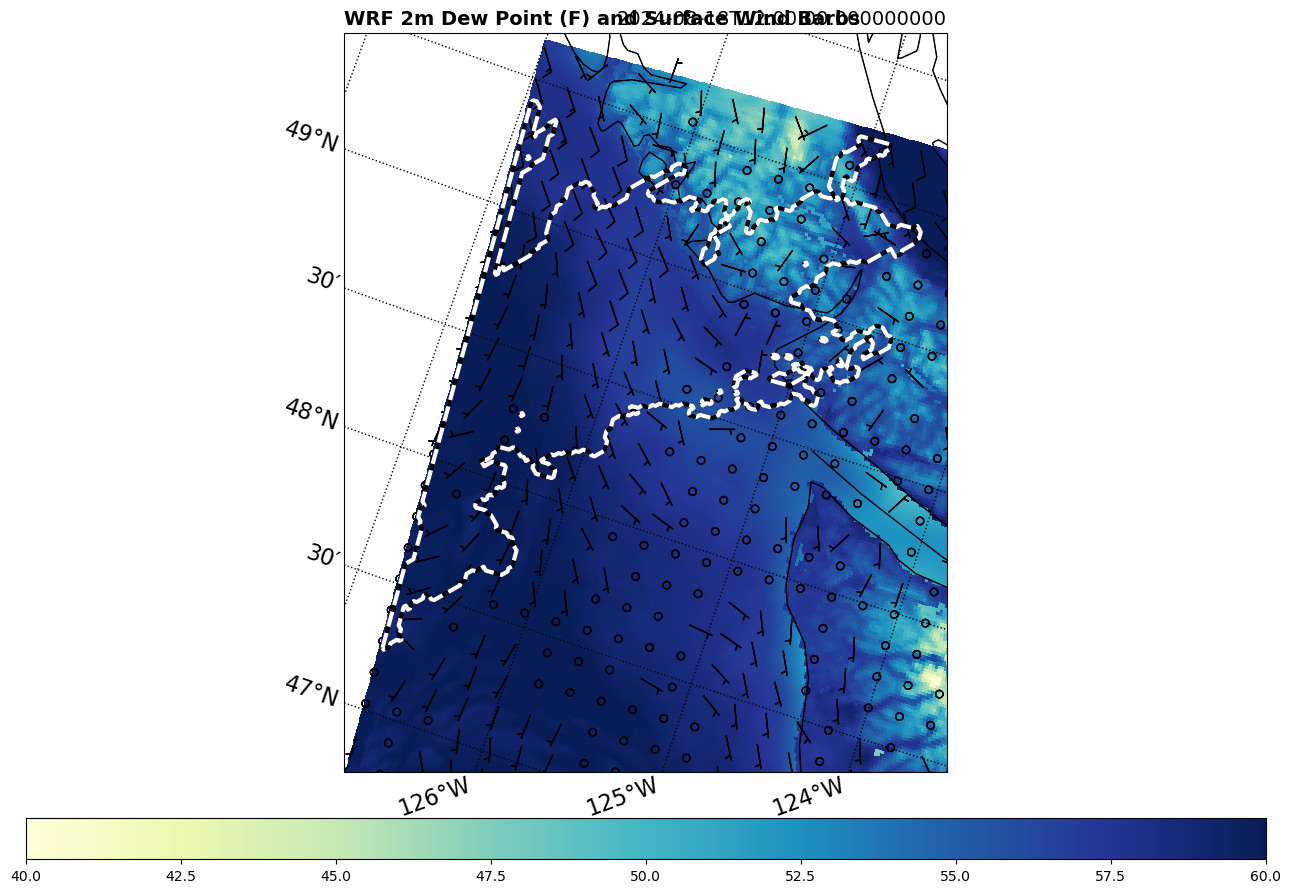 WRF 2m Dew Point (F) and Surface Wind Barbs
2024-08-18T12:00:00.000000000
49°N
30′
48°N
30′
47°N
126°W 125°W 124°W
40.0 42.5 45.0 47.5 50.0 52.5 55.0 57.5 60.0